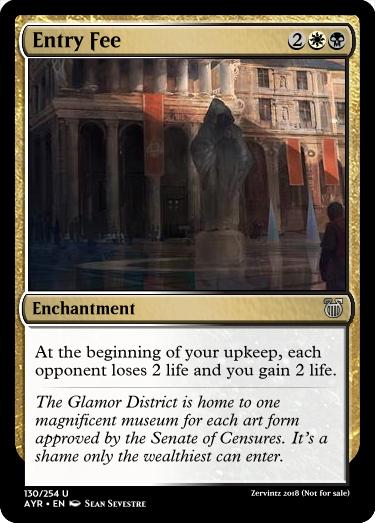 Entry Fee 2
Enchantment
At the beginning of your upkeep, each
opponent loses 2 life and you gain 2 life.
The Glamor District is home to one
magnificent museum for each art form
approved by the Senate of Censures. It's a
shame only the wealthiest can enter.
130/254 U
AYR • EN Sean Sevestre
Zervintz 2018 (Not for sale)